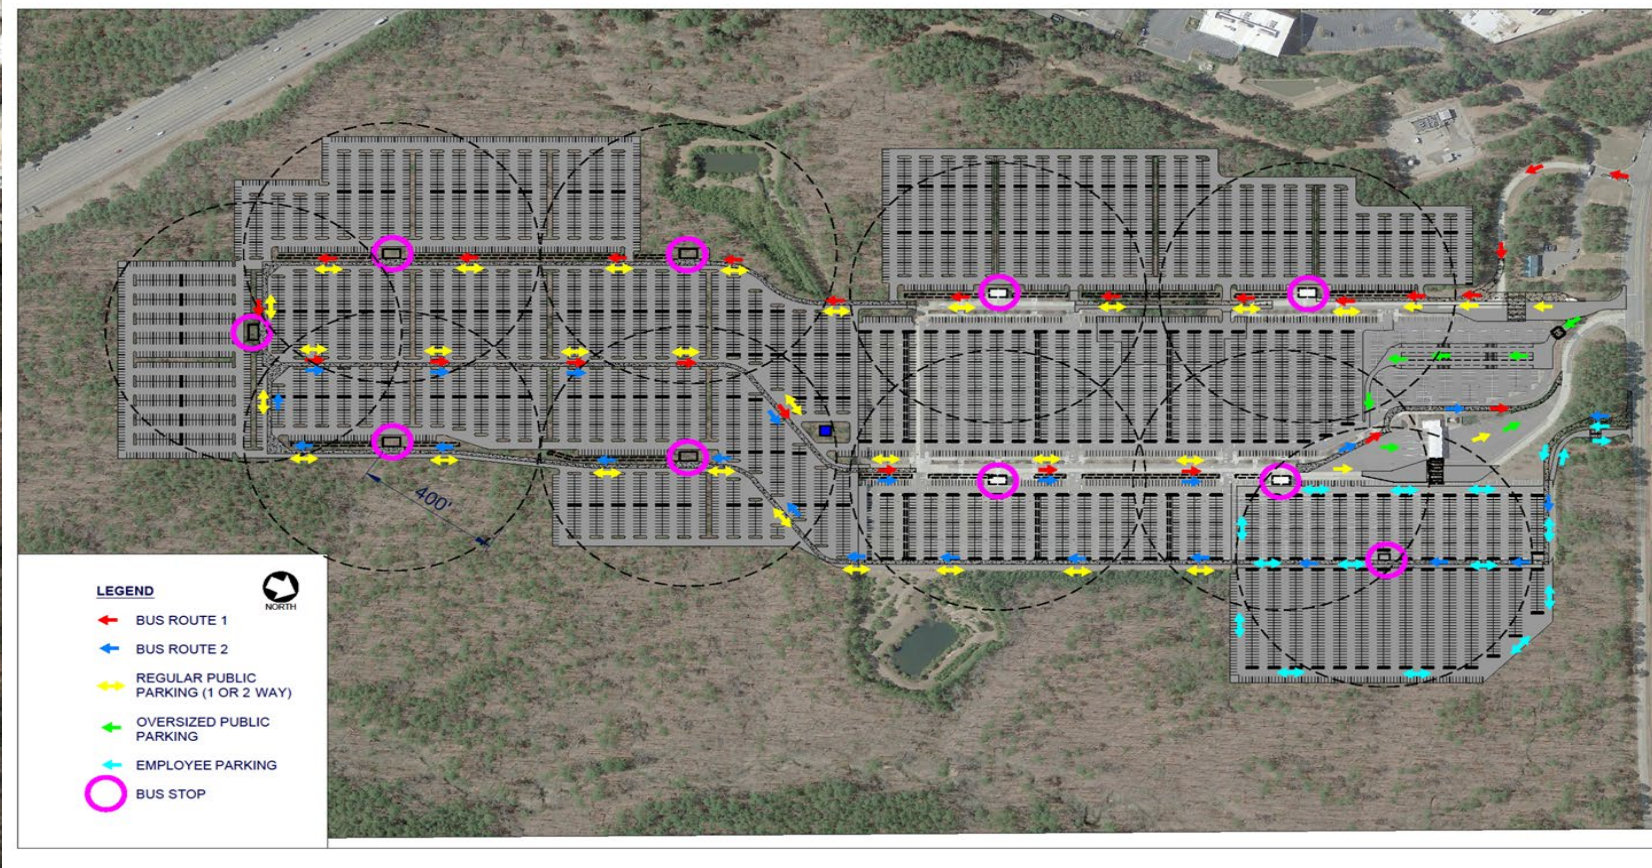 400'
LEGEND
NORTH
BUS ROUTE 1
BUS ROUTE 2
REGULAR PUBLIC
PARKING (1 OR 2 WAY)
OVERSIZED PUBLIC
PARKING
EMPLOYEE PARKING
BUS STOP